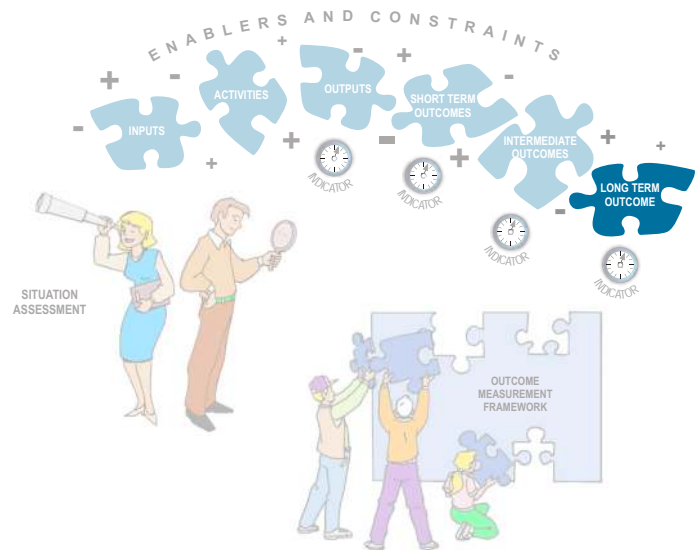 ENABLERS AND CONSTRAINTS
+
-
+
-
+
-
INPUTS
ACTIVITIES
OUTPUTS
SHORT TERM
OUTCOMES
INTERMEDIATE
OUTCOMES
LONG TERM
OUTCOME
+
+
-
+
-
+
+
INDICATOR
INDICATOR
INDICATOR
INDICATOR
SITUATION
ASSESSMENT
OUTCOME
MEASUREMENT
FRAMEWORK